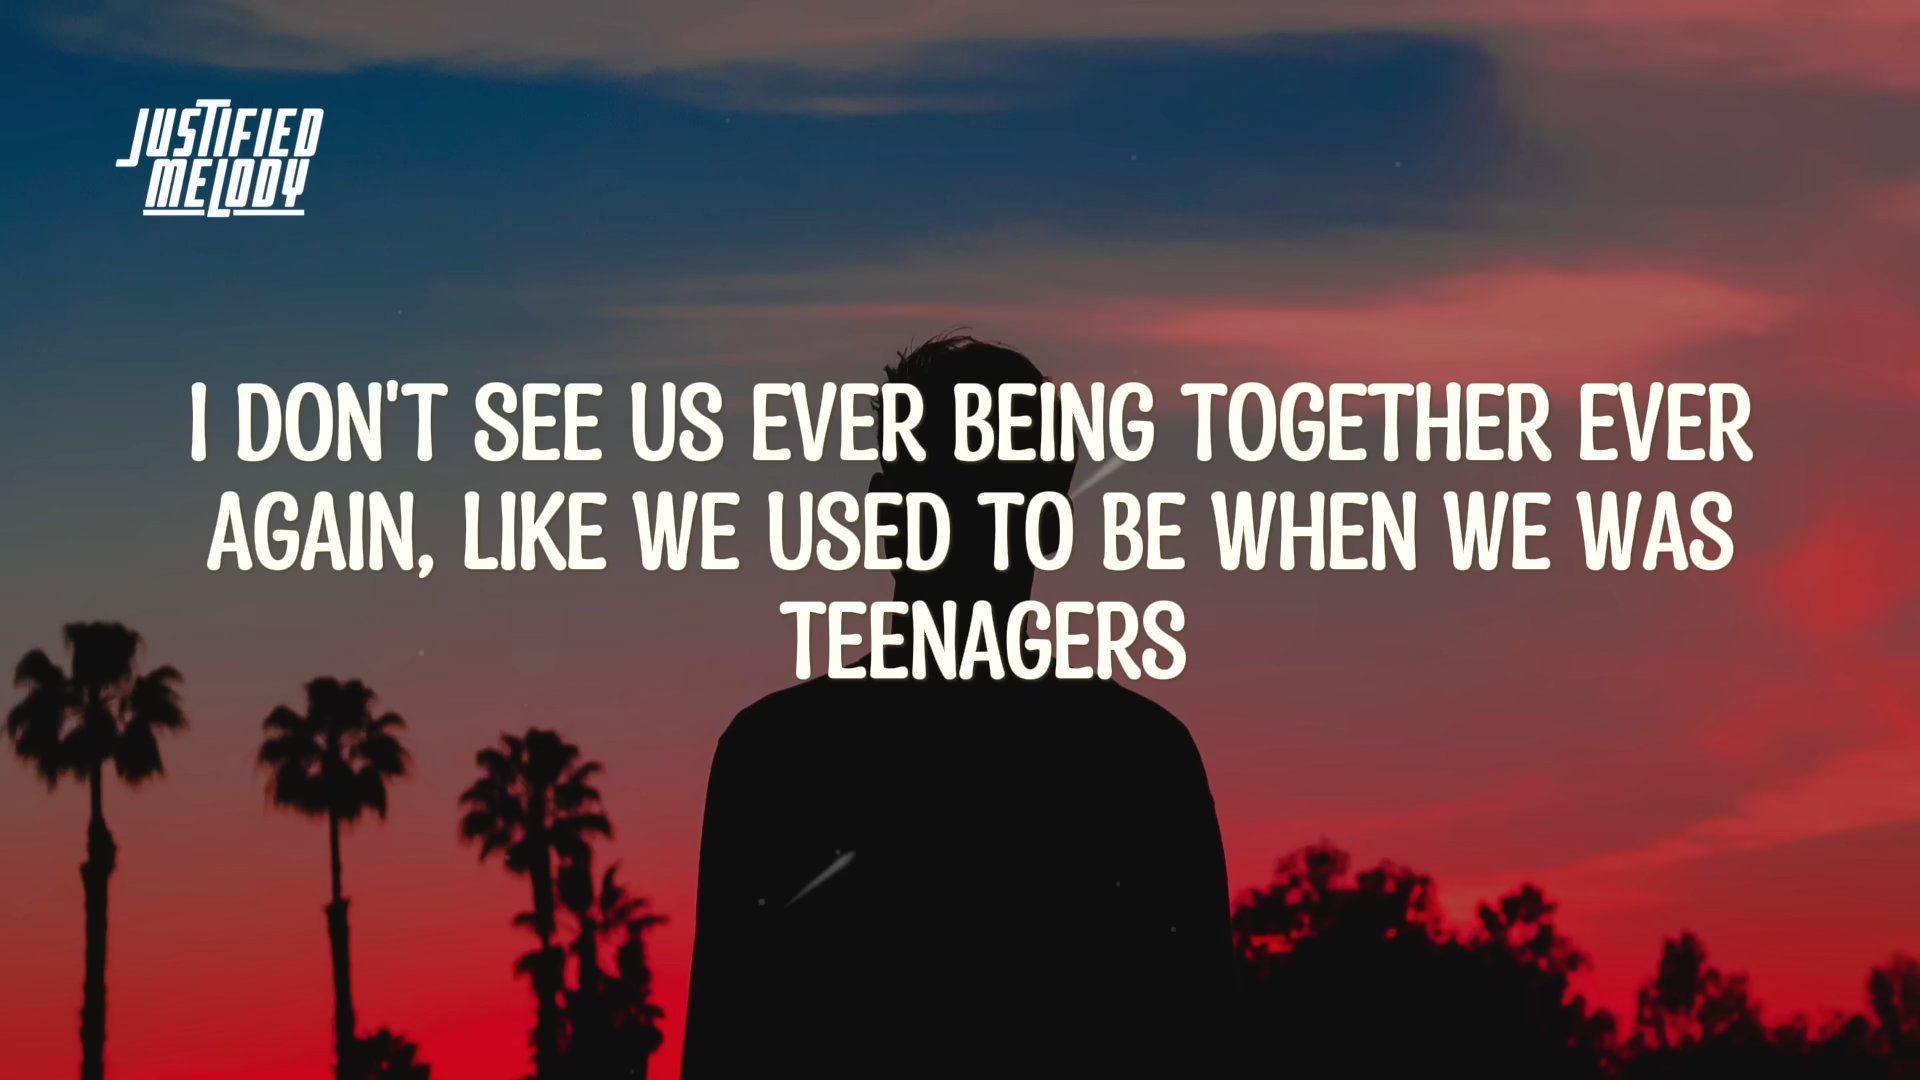 JUSTIFIED
MELODY
I DON'T SEE US EVER BEING TOGETHER EVER
AGAIN, LIKE WE USED TO BE WHEN WE WAS
TEENAGERS